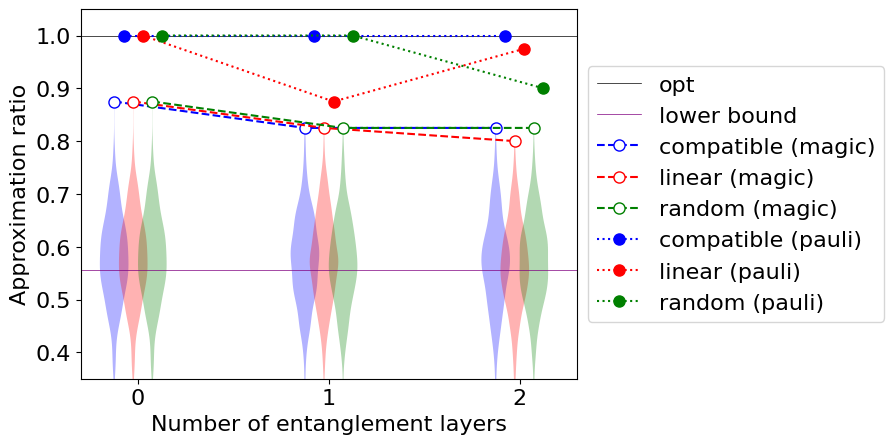 Approximation ratio
1.0
0.9
0.8
0.7
0.6
0.5
0.4
0
1
2
Number of entanglement layers
opt
lower bound
compatible (magic)
linear (magic)
random (magic)
compatible (pauli)
linear (pauli)
random (pauli)